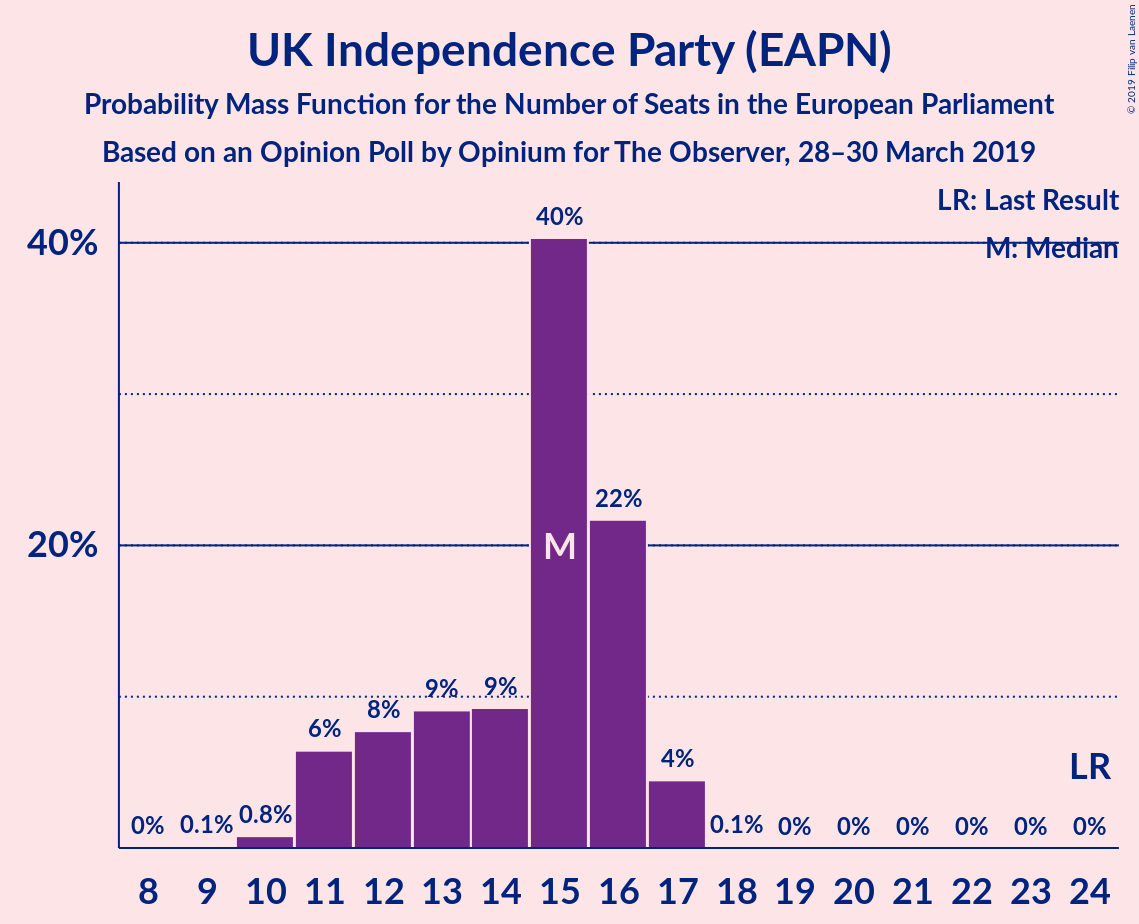 UK Independence Party (EAPN)
Probability Mass Function for the Number of Seats in the European Parliament
Based on an Opinion Poll by Opinium for The Observer, 28–30 March 2019
© 2019 Filip van Laenen
LR: Last Result
M: Median
40%
20%
0%
0.1%
0.8%
6%
8%
9%
9%
40%
M
22%
4%
0.1%
0%
0%
0%
0%
0%
0%
LR
8 9 10 11 12 13 14 15 16 17 18 19 20 21 22 23 24